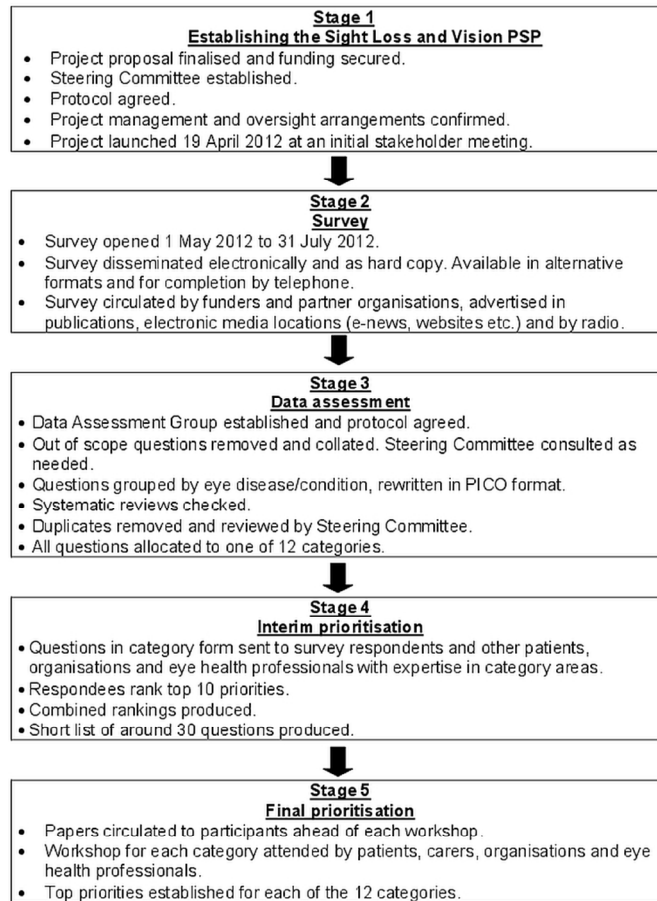 Stage 1
Establishing the Sight Loss and Vision PSP
• Project proposal finalised and funding secured.
• Steering Committee established.
• Protocol agreed.
• Project management and oversight arrangements confirmed.
• Project launched 19 April 2012 at an initial stakeholder meeting.
Stage 2
Survey
• Survey opened 1 May 2012 to 31 July 2012.
• Survey disseminated electronically and as hard copy. Available in alternative
formats and for completion by telephone.
• Survey circulated by funders and partner organisations, advertised in
publications, electronic media locations (e-news, websites etc.) and by radio.
Stage 3
Data assessment
• Data Assessment Group established and protocol agreed.
• Out of scope questions removed and collated. Steering Committee consulted as
needed.
• Questions grouped by eye disease/condition, rewritten in PICO format.
• Systematic reviews checked.
• Duplicates removed and reviewed by Steering Committee.
• All questions allocated to one of 12 categories.
Stage 4
Interim prioritisation
• Questions in category form sent to survey respondents and other patients,
organisations and eye health professionals with expertise in category areas.
• Respondees rank top 10 priorities.
• Combined rankings produced.
• Short list of around 30 questions produced.
Stage 5
Final prioritisation
• Papers circulated to participants ahead of each workshop.
• Workshop for each category attended by patients, carers, organisations and eye
health professionals.
• Top priorities established for each of the 12 categories.